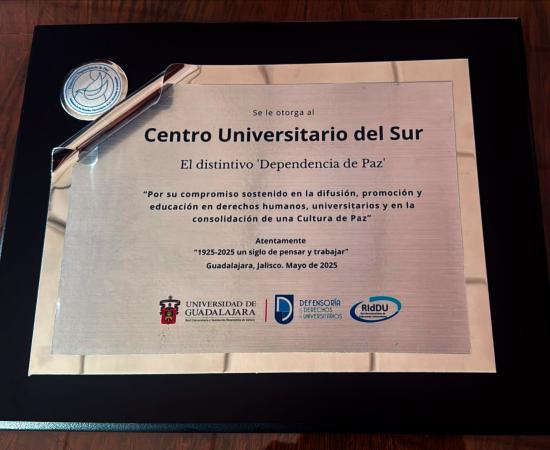 Se le otorga al
Centro Universitario del Sur
El distintivo 'Dependencia de Paz'
"Por su compromiso sostenido en la difusión, promoción y
educación en derechos humanos, universitarios y en la
consolidación de una Cultura de Paz"
Atentamente
"1925-2025 un siglo de pensar y trabajar"
Guadalajara, Jalisco. Mayo de 2025
UNIVERSIDAD DE
GUADALAJARA
DEFENSORÍA
DERECHOS
UNIVERSITARIOS
RIdDU